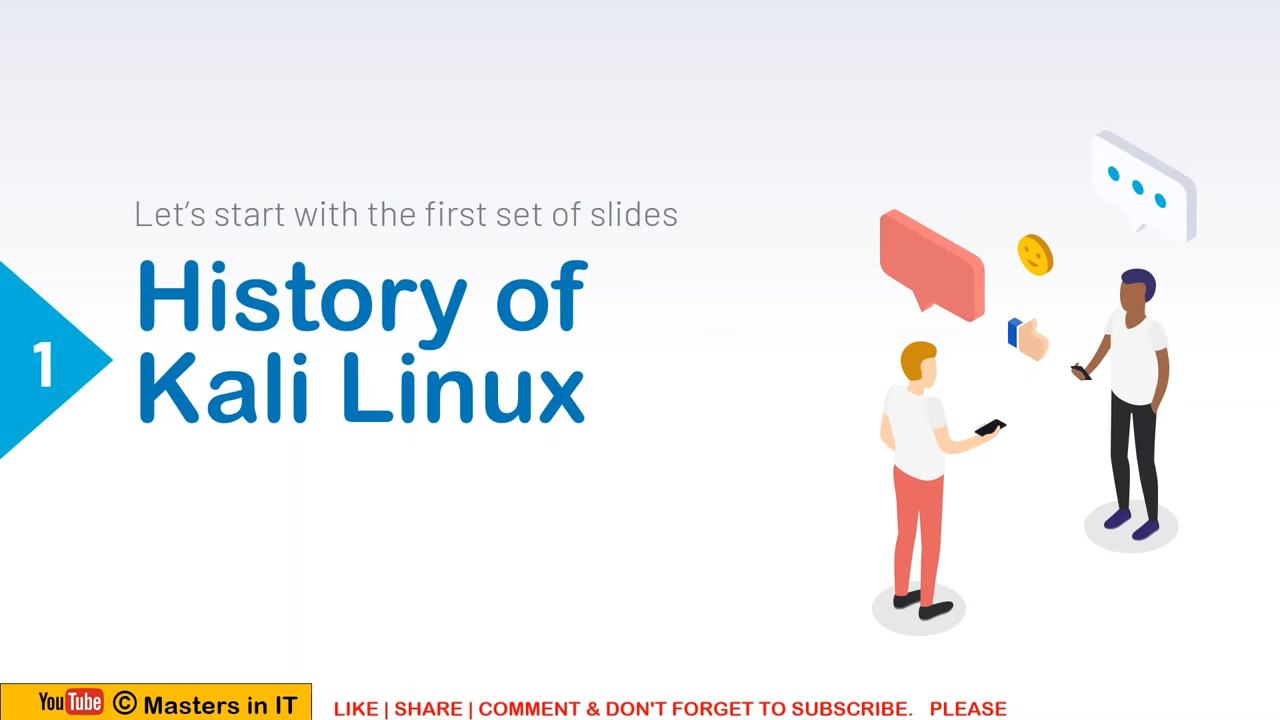 Let's start with the first set of slides
History of
Kali Linux
1
YouTube © Masters in IT
LIKE | SHARE | COMMENT & DON'T FORGET TO SUBSCRIBE. PLEASE